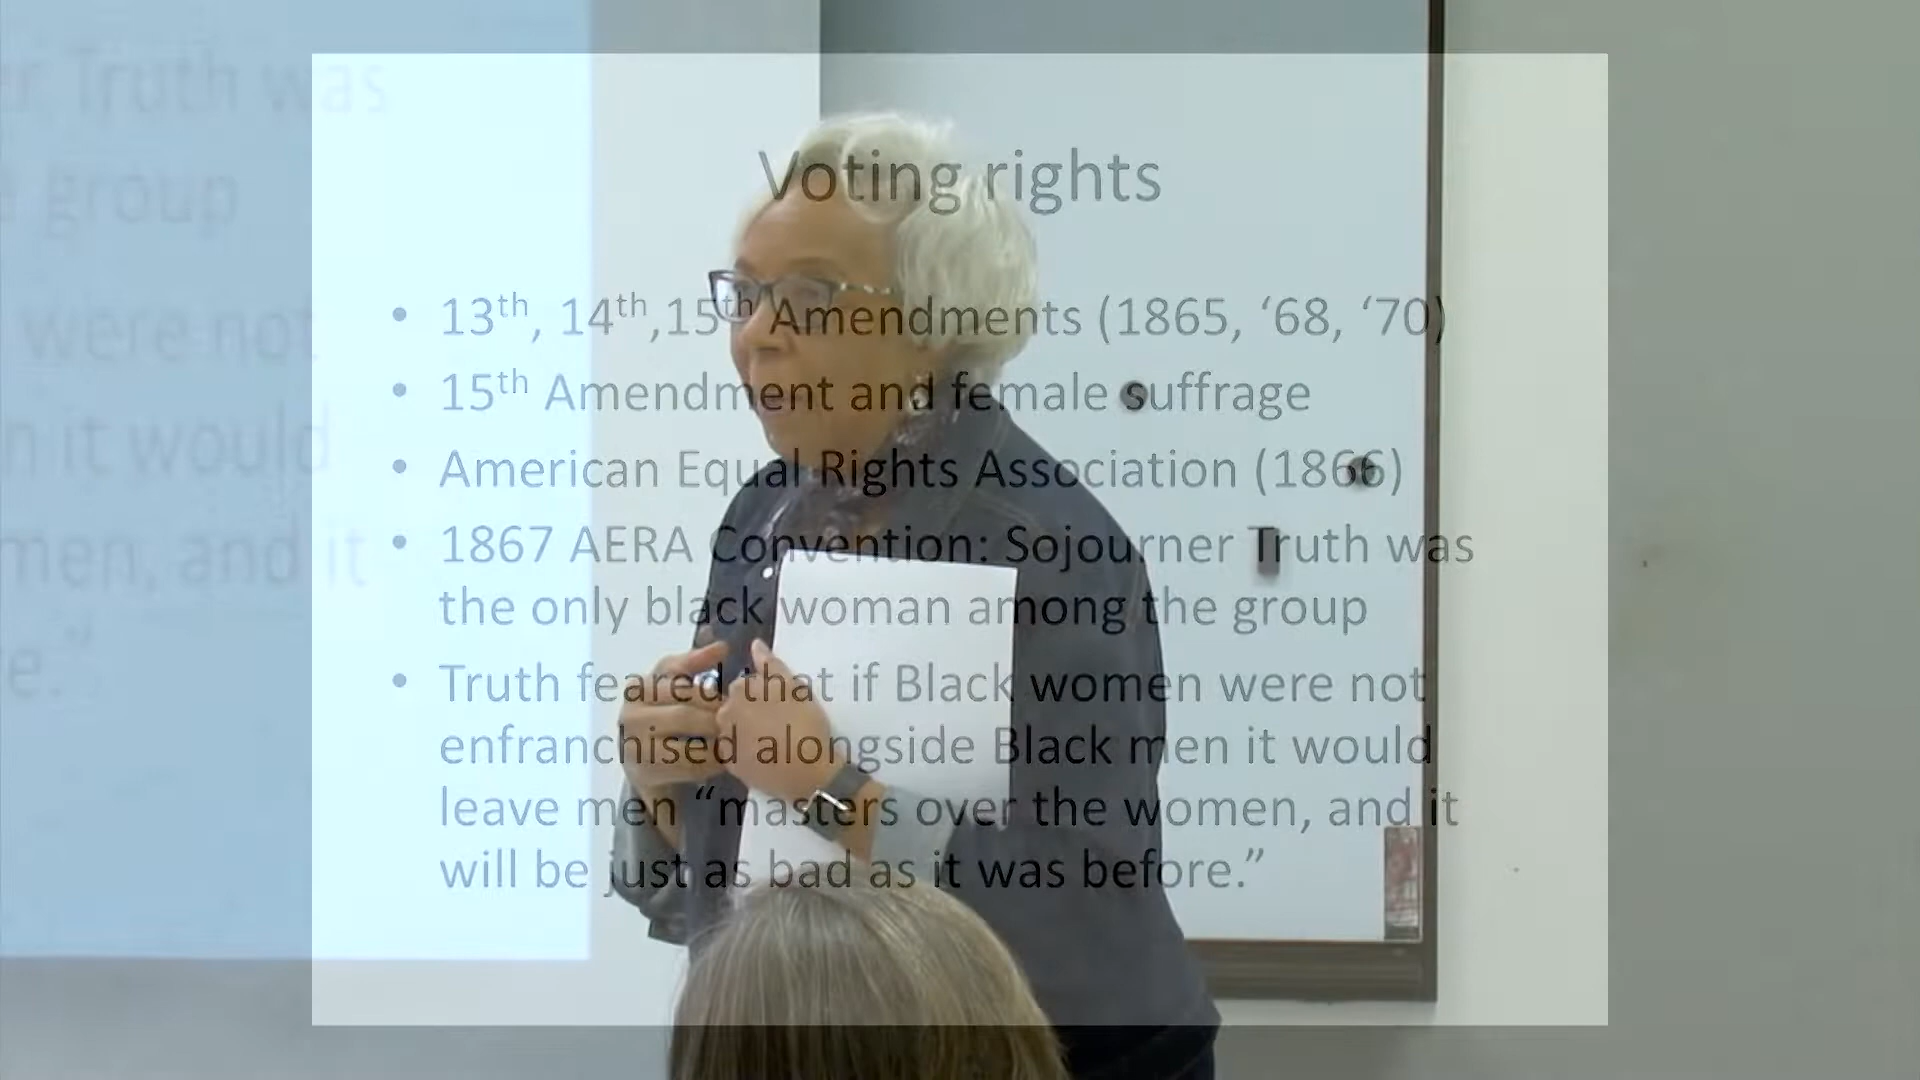 Voting rights
• 13th, 14th,15th Amendments (1865, ‘68, ‘70)
• 15th Amendment and female suffrage
• American Equal Rights Association (1866)
• 1867 AERA Convention: Sojourner Truth was
the only black woman among the group
• Truth feared that if Black women were not
enfranchised alongside Black men it would
leave men “masters over the women, and it
will be just as bad as it was before.”
er Truth was
e group
were not
n it would
men, and it
e.”